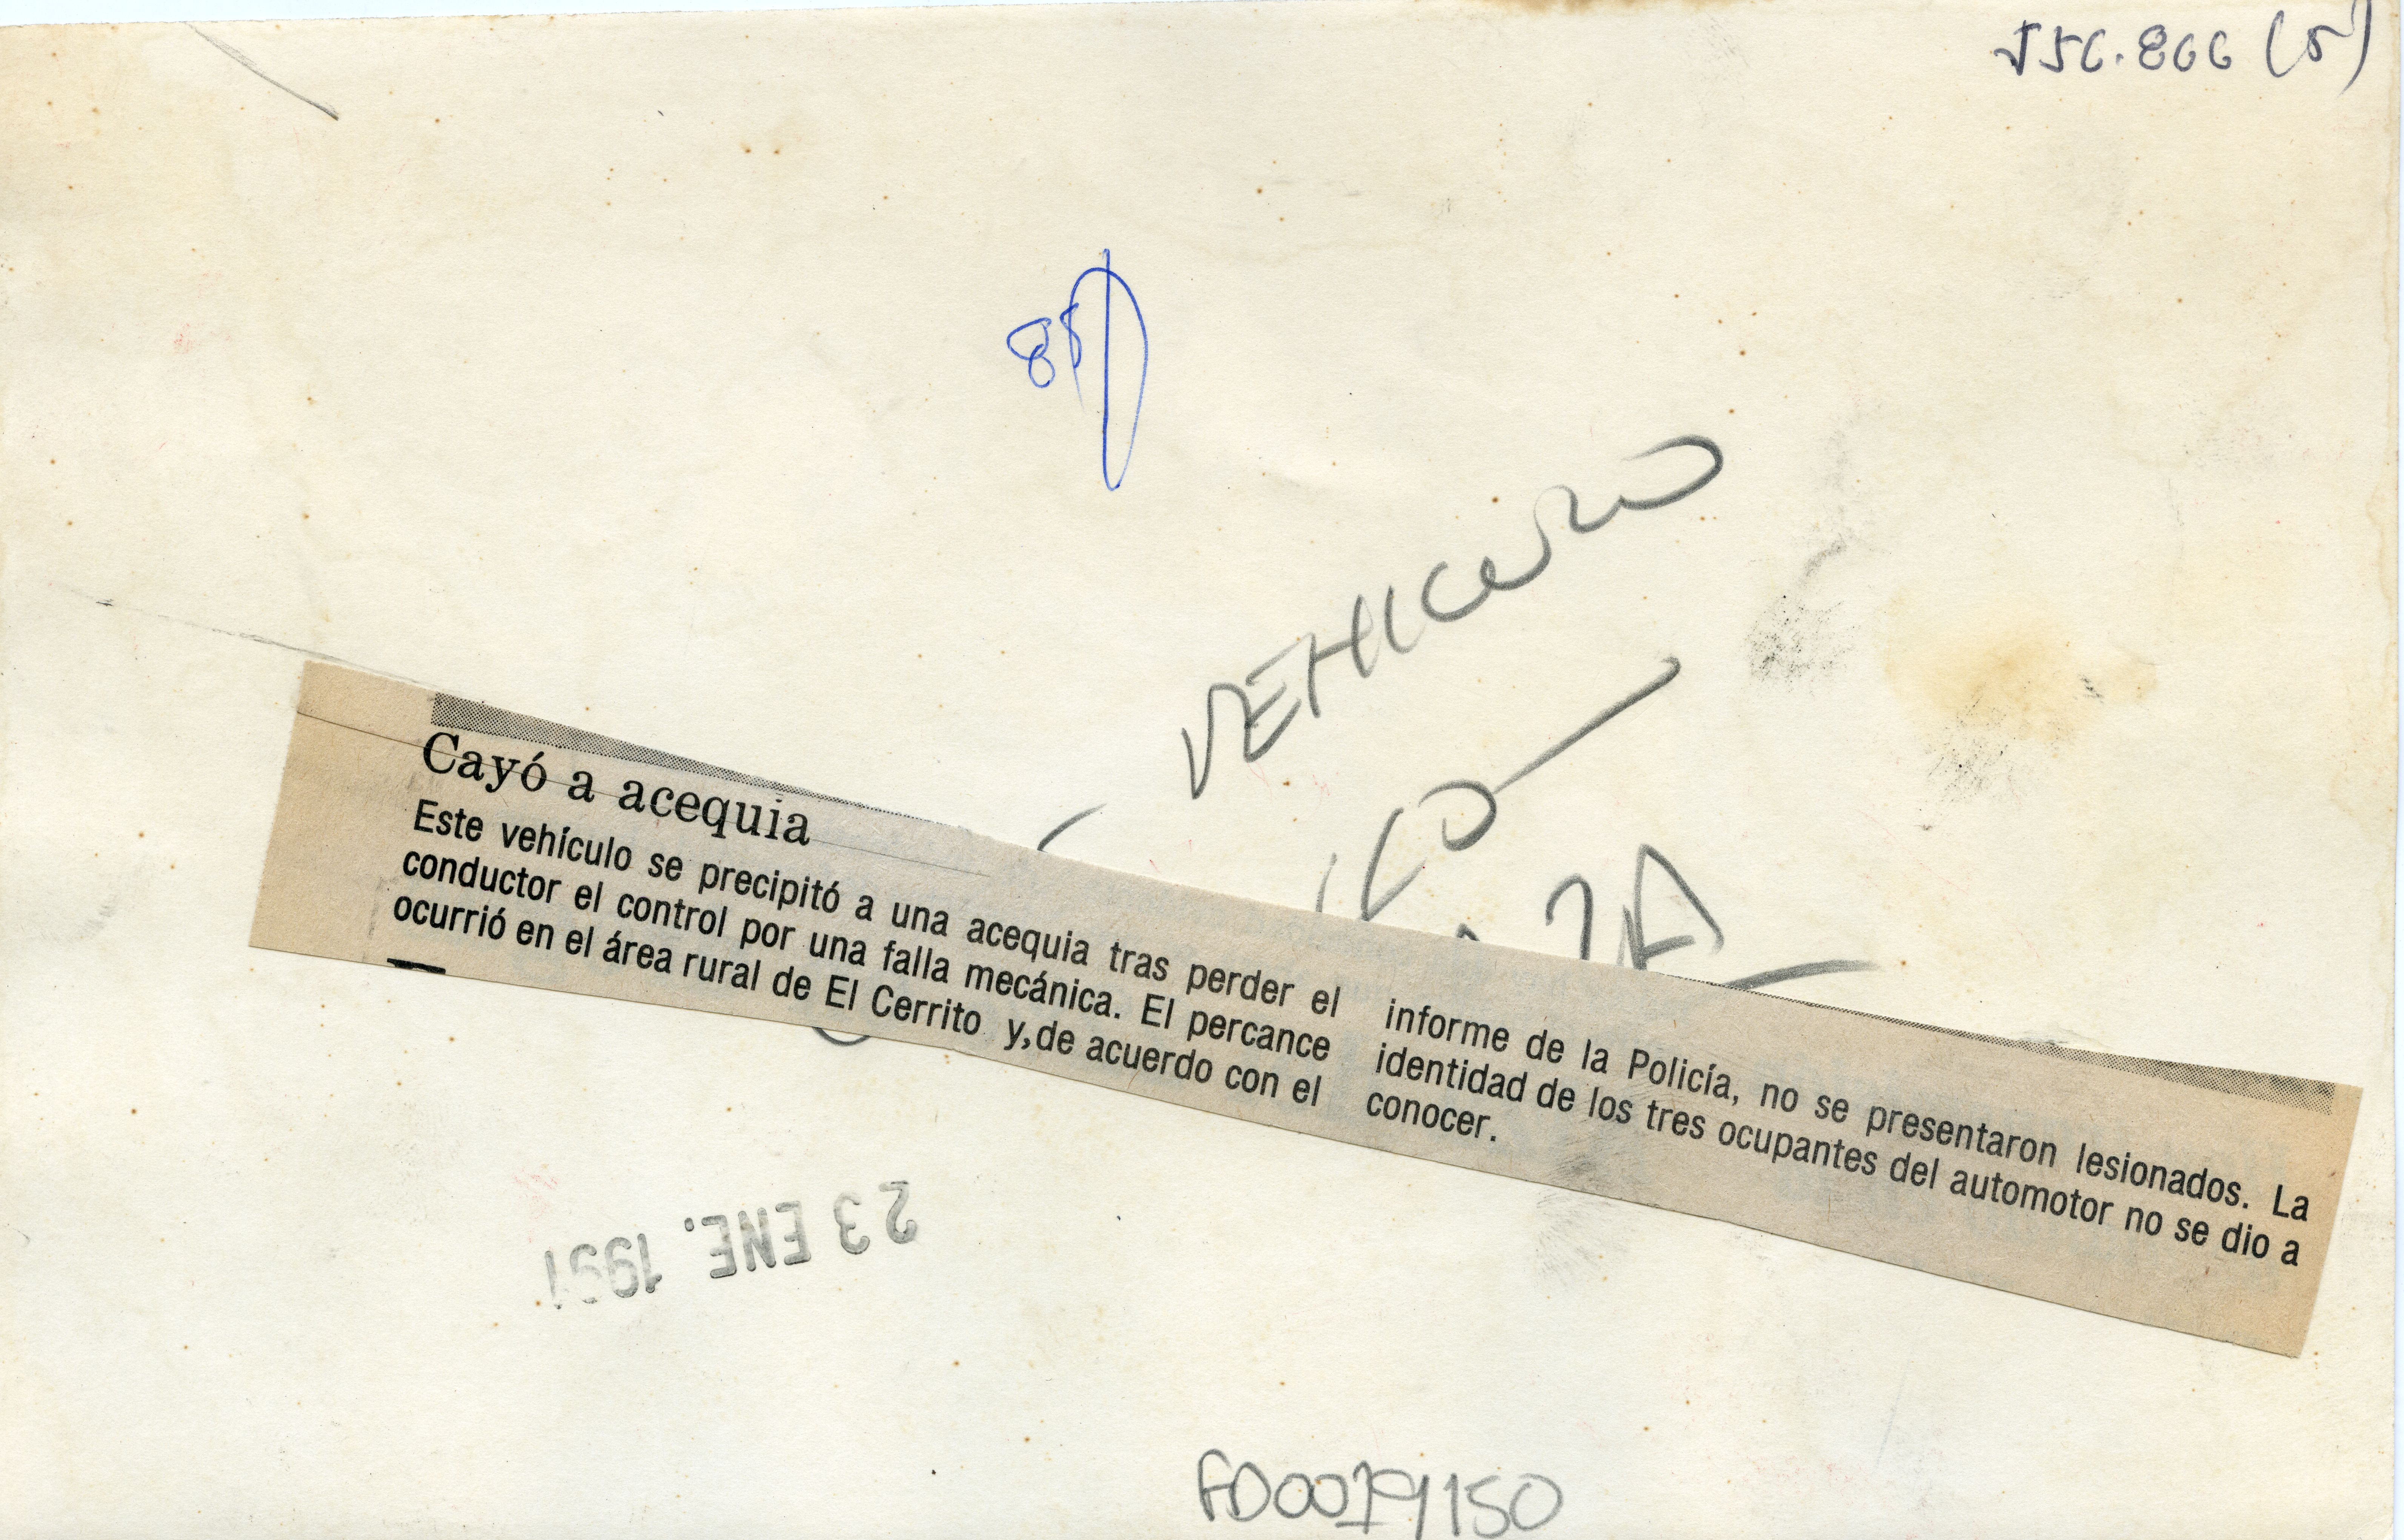 J5C.866 (5)
Cayó a acequia
Este vehículo se precipitó a una acequia tras perder el
conductor el control por una falla mecánica. El percance
ocurrió en el área rural de El Cerrito y,de acuerdo con el
informe de la Policía, no se presentaron lesionados. La
identidad de los tres ocupantes del automotor no se dio a
conocer.
23 ENE. 1991
FD0079150